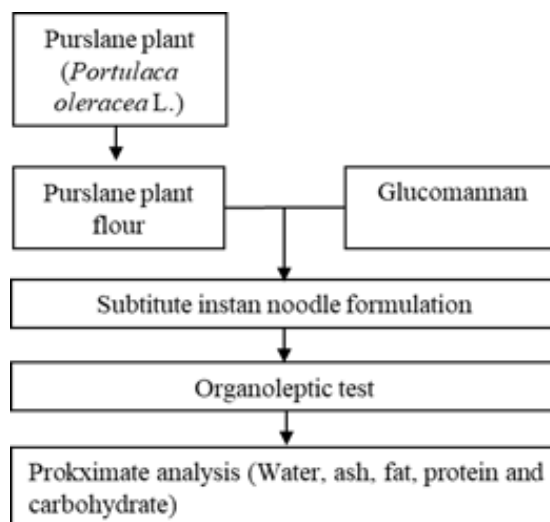 Purslane plant
(Portulaca
oleracea L.)
Purslane plant
flour
Glucomannan
Subtitute instan noodle formulation
Organoleptic test
Prokximate analysis (Water, ash, fat, protein and
carbohydrate)